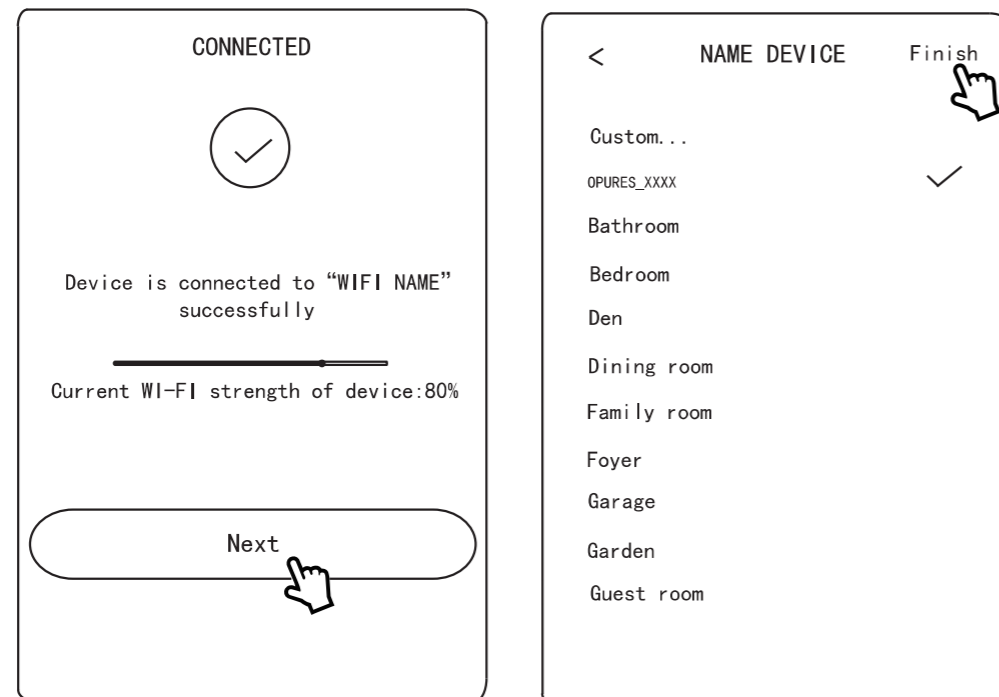 CONNECTED
Device is connected to “WIFI NAME”
successfully
Current WI-FI strength of device:80%
Next
< NAME DEVICE Finish
Custom...
OPURES_XXXX
Bathroom
Bedroom
Den
Dining room
Family room
Foyer
Garage
Garden
Guest room